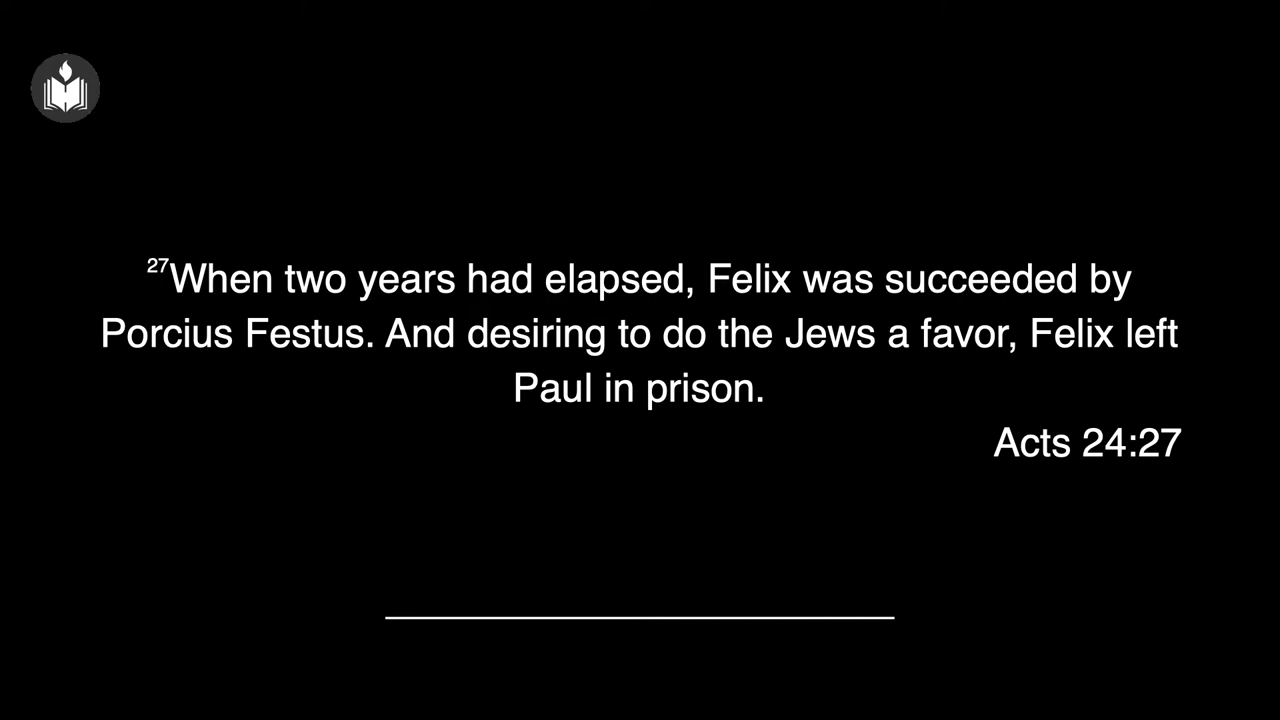 27When two years had elapsed, Felix was succeeded by
Porcius Festus. And desiring to do the Jews a favor, Felix left
Paul in prison.
Acts 24:27